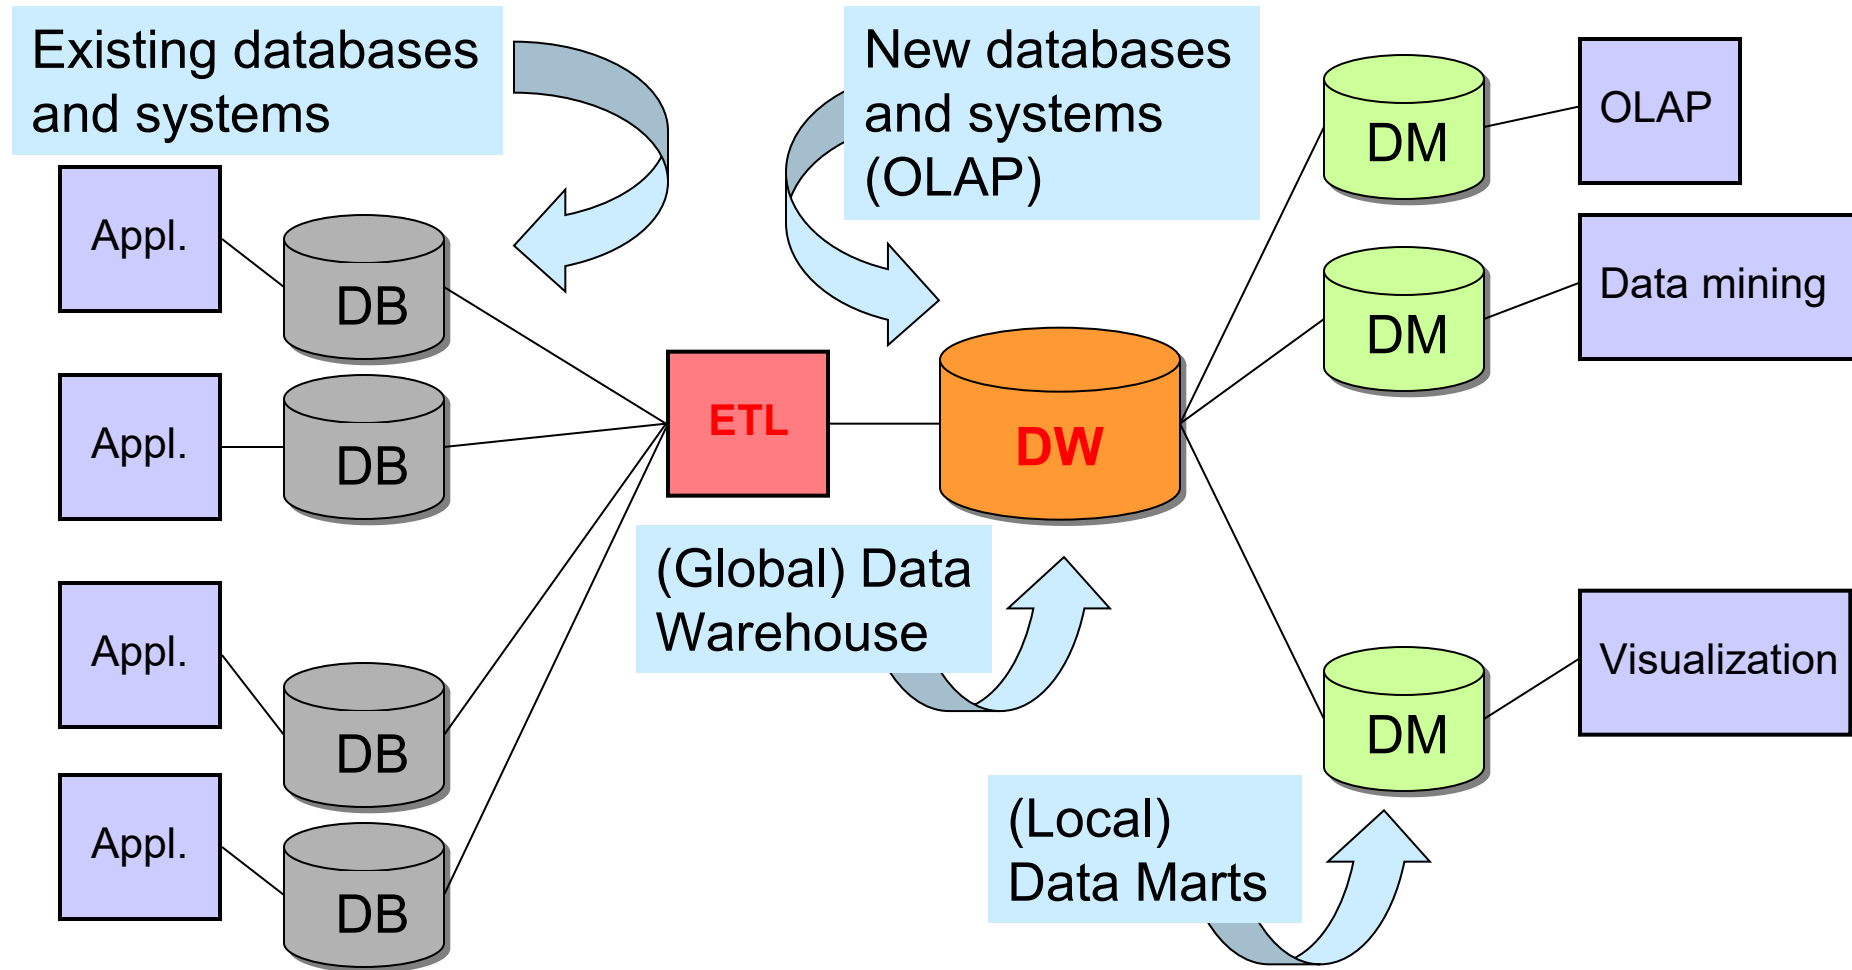 Existing databases
and systems
New databases
and systems
(OLAP)
DM
OLAP
Appl.
DB
DM
Data mining
Appl.
DB
ETL
DW
(Global) Data
Warehouse
Appl.
DB
DM
Visualization
Appl.
DB
(Local)
Data Marts